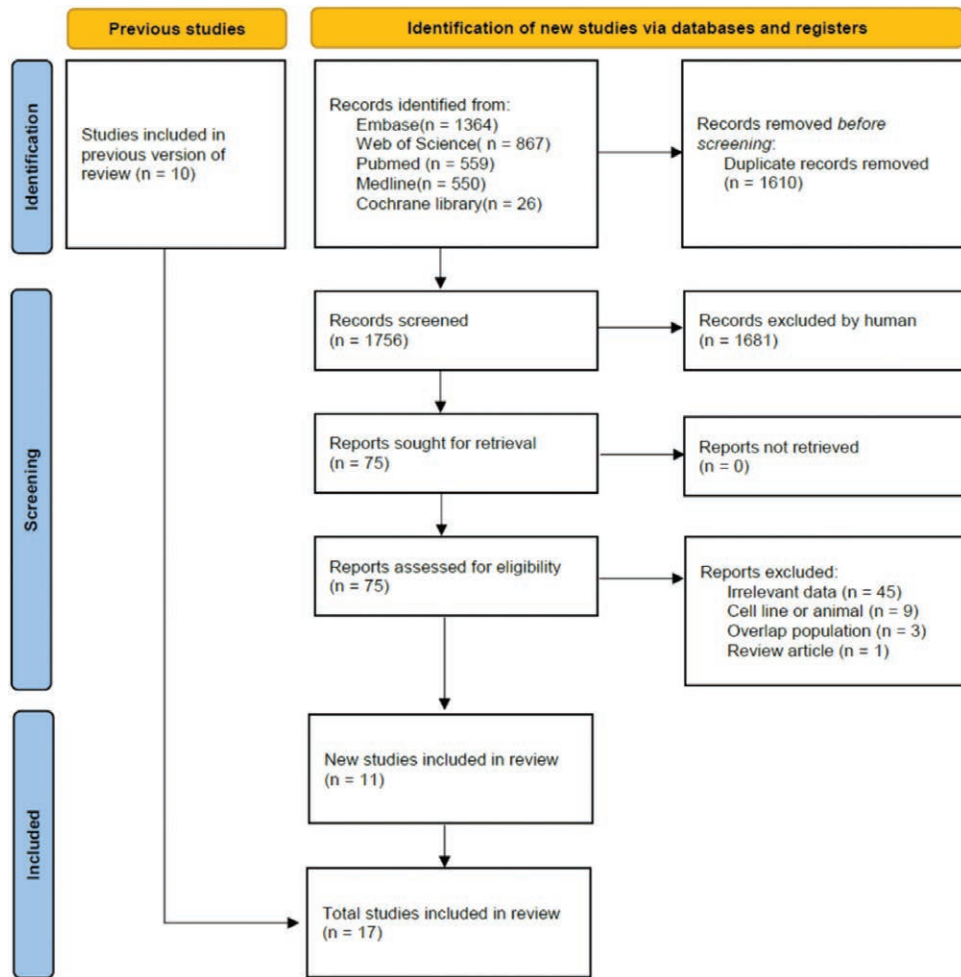 Previous studies
Identification of new studies via databases and registers
Identification
Studies included in
previous version of
review (n = 10)
Records identified from:
Embase(n = 1364)
Web of Science( n = 867)
Pubmed (n = 559)
Medline(n = 550)
Cochrane library(n = 26)
Records removed before
screening:
Duplicate records removed
(n = 1610)
Screening
Records screened
(n = 1756)
Records excluded by human
(n = 1681)
Reports sought for retrieval
(n = 75)
Reports not retrieved
(n = 0)
Reports assessed for eligibility
(n = 75)
Reports excluded:
Irrelevant data (n = 45)
Cell line or animal (n = 9)
Overlap population (n = 3)
Review article (n = 1)
Included
New studies included in review
(n = 11)
Total studies included in review
(n = 17)